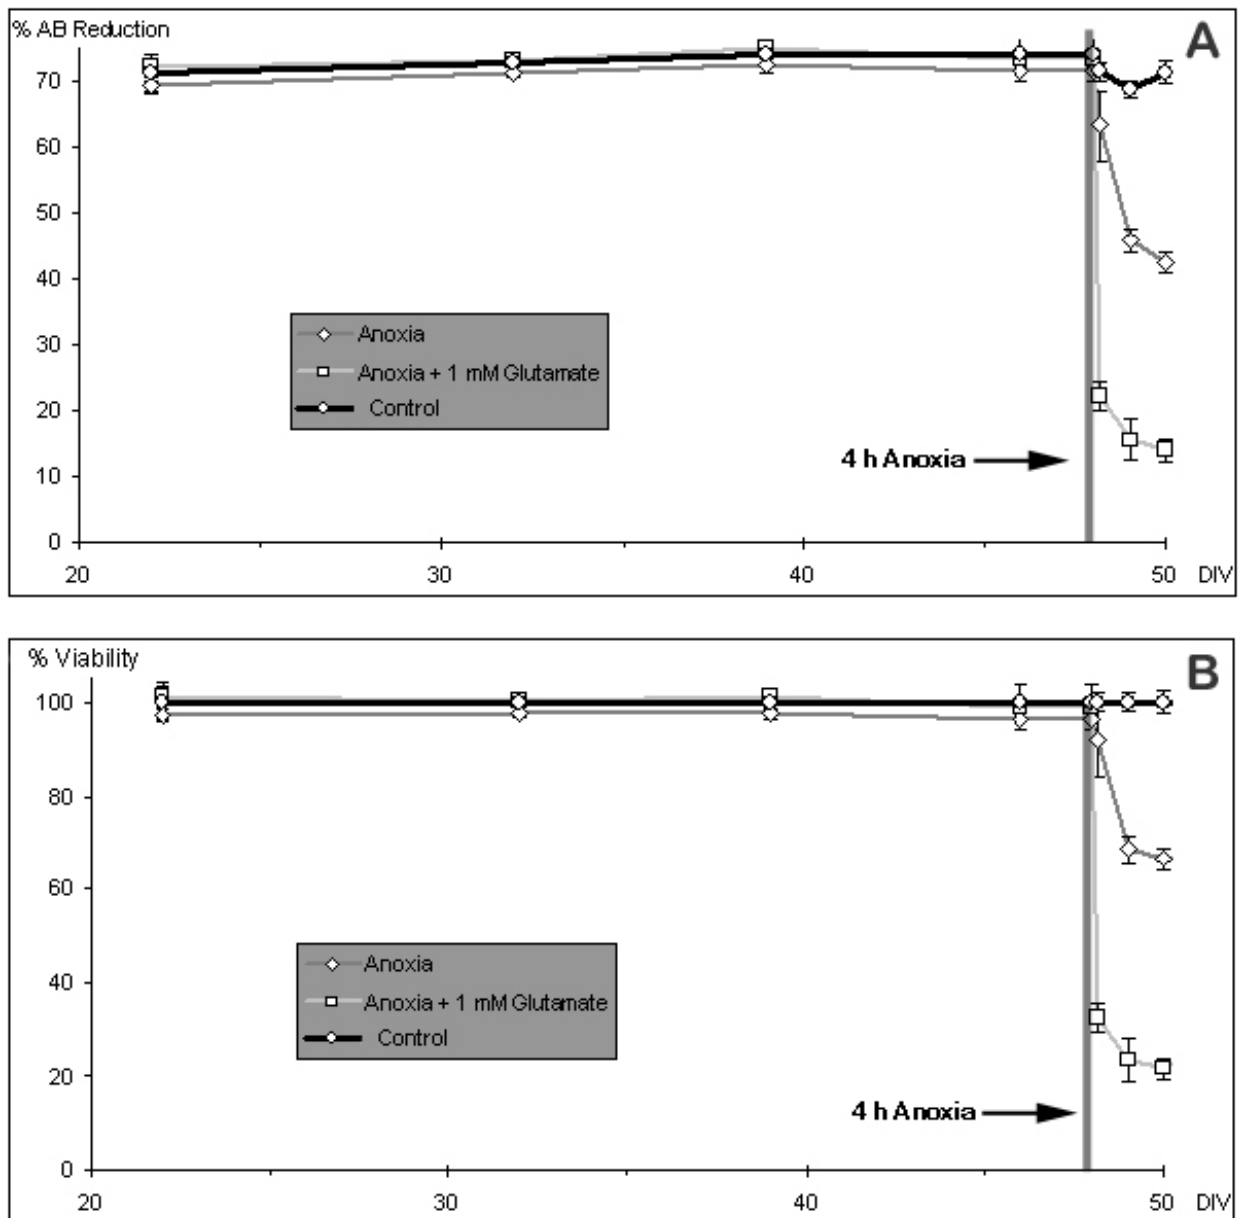 % AB Reduction
A
70
60
50
40
30
20
10
0
Anoxia
Anoxia + 1 mM Glutamate
Control
4 h Anoxia
20 30 40 50 DIV
% Viability
B
100
80
60
40
20
0
Anoxia
Anoxia + 1 mM Glutamate
Control
4 h Anoxia
20 30 40 50 DIV